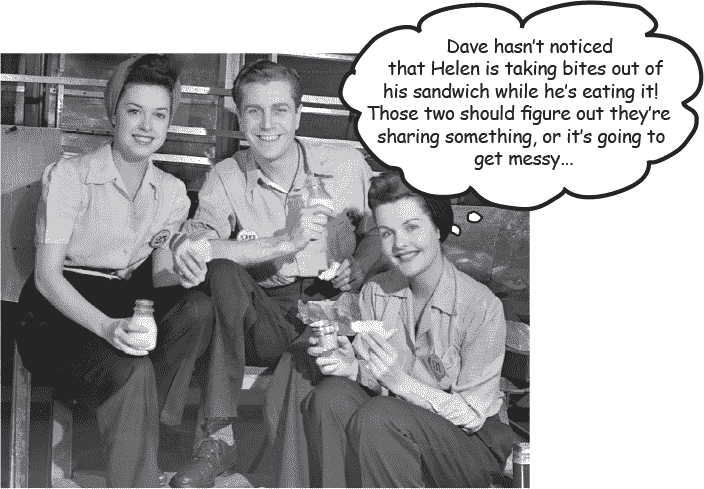 Dave hasn't noticed
that Helen is taking bites out of
his sandwich while he's eating it!
Those two should figure out they're
sharing something, or it's going to
get messy...